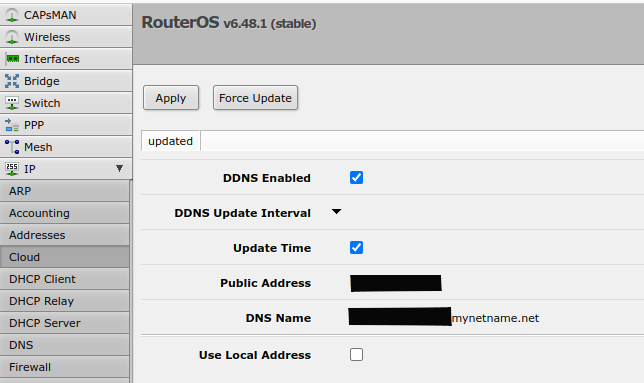 CAPsMAN
Wireless
Interfaces
Bridge
Switch
PPP
Mesh
IP
ARP
Accounting
Addresses
Cloud
DHCP Client
DHCP Relay
DHCP Server
DNS
Firewall
RouterOS v6.48.1 (stable)
Apply Force Update
updated
DDNS Enabled
DDNS Update Interval
Update Time
Public Address
DNS Name mynetname.net
Use Local Address